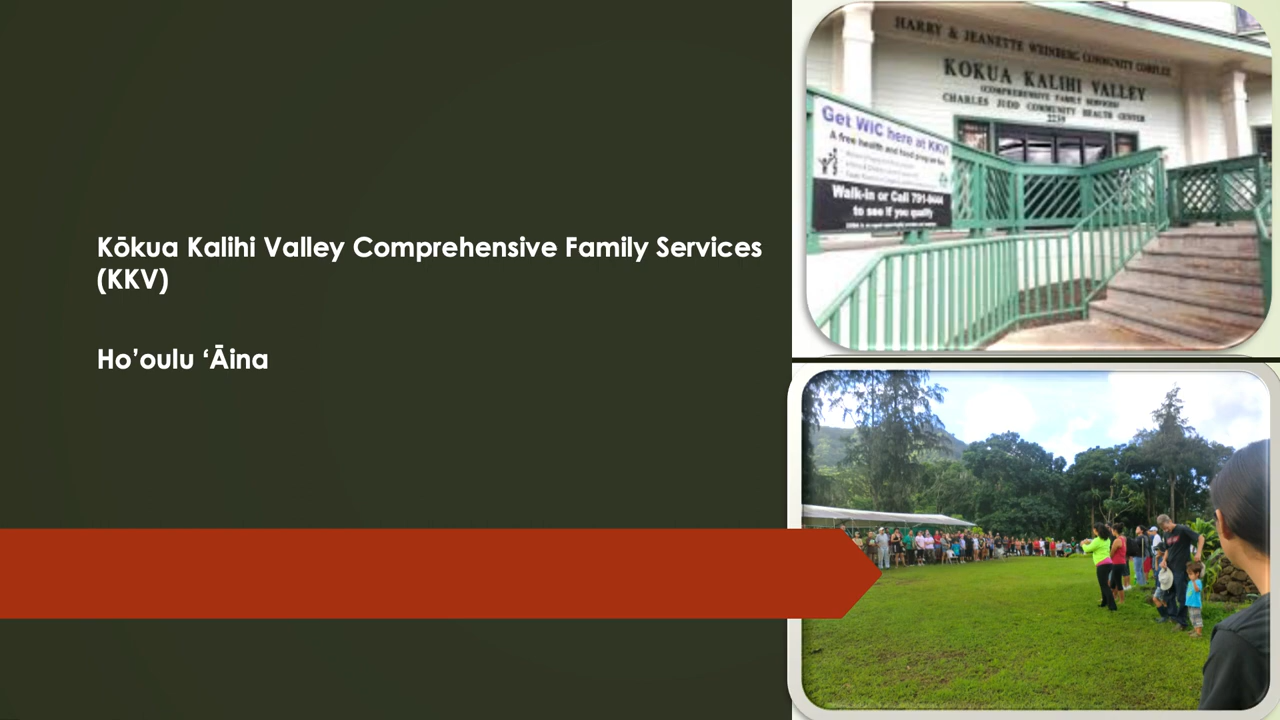 Kōkua Kalihi Valley Comprehensive Family Services
(KKV)
Ho’oulu ‘Āina
HARRY & JEANETTE WEINBERG COMMUNITY COMPLEX
KOKUA KALIHI VALLEY
(COMPREHENSIVE FAMILY SERVICES)
CHARLES JUDD COMMUNITY HEALTH CENTER
2239
Get WIC here at KKV!
A free health and food program for:
Walk-in or Call
to see if you qualify